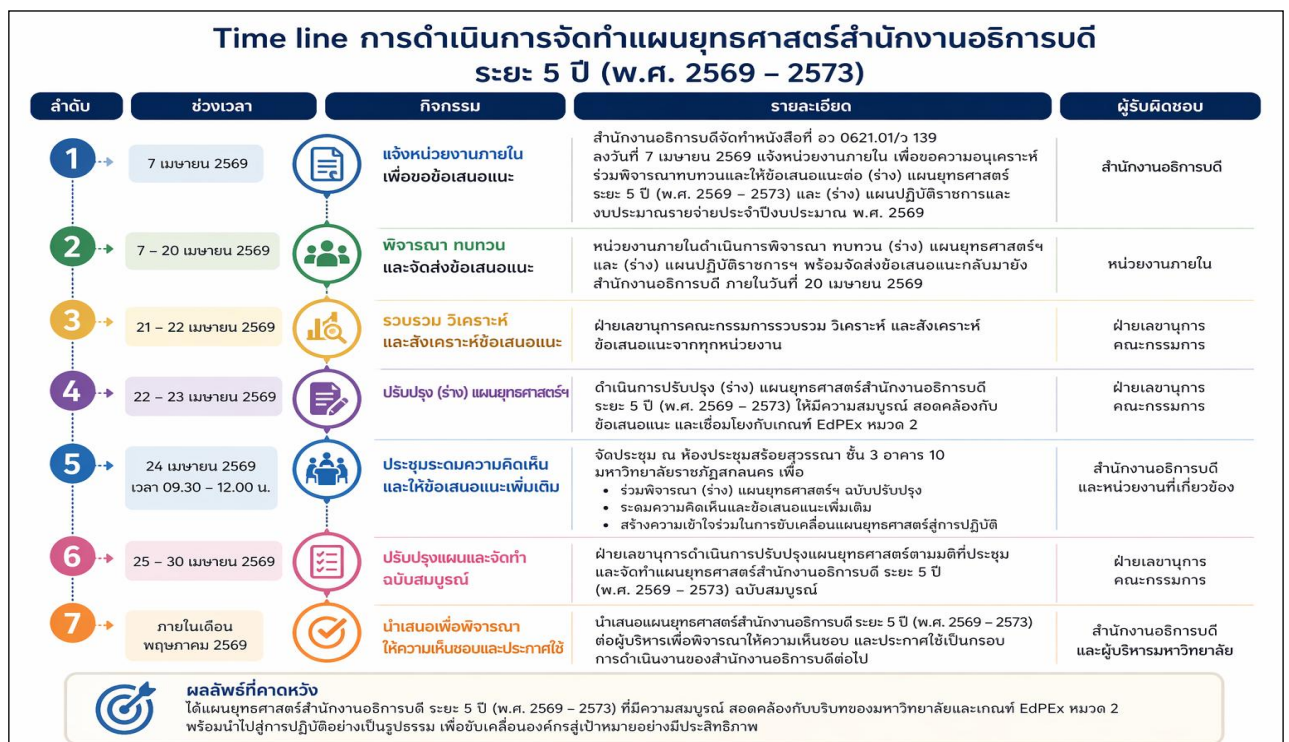 Time line การดำเนินการจัดทำแผนยุทธศาสตร์สำนักงานอธิการบดี
ระยะ 5 ปี (พ.ศ. 2569 – 2573)
ลำดับ
ช่วงเวลา
กิจกรรม
รายละเอียด
ผู้รับผิดชอบ
1
7 เมษายน 2569
แจ้งหน่วยงานภายใน
เพื่อขอข้อเสนอแนะ
สำนักงานอธิการบดีจัดทำหนังสือที่ อว 0621.01/ว 139
ลงวันที่ 7 เมษายน 2569 แจ้งหน่วยงานภายใน เพื่อขอความอนุเคราะห์
ร่วมพิจารณาทบทวนและให้ข้อเสนอแนะต่อ (ร่าง) แผนยุทธศาสตร์
ระยะ 5 ปี (พ.ศ. 2569 – 2573) และ (ร่าง) แผนปฏิบัติราชการและ
งบประมาณรายจ่ายประจำปีงบประมาณ พ.ศ. 2569
สำนักงานอธิการบดี
2
7 – 20 เมษายน 2569
พิจารณา ทบทวน
และจัดส่งข้อเสนอแนะ
หน่วยงานภายในดำเนินการพิจารณา ทบทวน (ร่าง) แผนยุทธศาสตร์ฯ
และ (ร่าง) แผนปฏิบัติราชการฯ พร้อมจัดส่งข้อเสนอแนะกลับมายัง
สำนักงานอธิการบดี ภายในวันที่ 20 เมษายน 2569
หน่วยงานภายใน
3
21 – 22 เมษายน 2569
รวบรวม วิเคราะห์
และสังเคราะห์ข้อเสนอแนะ
ฝ่ายเลขานุการคณะกรรมการรวบรวม วิเคราะห์ และสังเคราะห์
ข้อเสนอแนะจากทุกหน่วยงาน
ฝ่ายเลขานุการ
คณะกรรมการ
4
22 – 23 เมษายน 2569
ปรับปรุง (ร่าง) แผนยุทธศาสตร์ฯ
ดำเนินการปรับปรุง (ร่าง) แผนยุทธศาสตร์สำนักงานอธิการบดี
ระยะ 5 ปี (พ.ศ. 2569 – 2573) ให้มีความสมบูรณ์ สอดคล้องกับ
ข้อเสนอแนะ และเชื่อมโยงกับเกณฑ์ EdPEx หมวด 2
ฝ่ายเลขานุการ
คณะกรรมการ
5
24 เมษายน 2569
เวลา 09.30 – 12.00 น.
ประชุมระดมความคิดเห็น
และให้ข้อเสนอแนะเพิ่มเติม
จัดประชุม ณ ห้องประชุมสร้อยสุวรรณา ชั้น 3 อาคาร 10
มหาวิทยาลัยราชภัฏสกลนคร เพื่อ
• ร่วมพิจารณา (ร่าง) แผนยุทธศาสตร์ฯ ฉบับปรับปรุง
• ระดมความคิดเห็นและข้อเสนอแนะเพิ่มเติม
• สร้างความเข้าใจร่วมในการขับเคลื่อนแผนยุทธศาสตร์สู่การปฏิบัติ
สำนักงานอธิการบดี
และหน่วยงานที่เกี่ยวข้อง
6
25 – 30 เมษายน 2569
ปรับปรุงแผนและจัดทำ
ฉบับสมบูรณ์
ฝ่ายเลขานุการดำเนินการปรับปรุงแผนยุทธศาสตร์ตามมติที่ประชุม
และจัดทำแผนยุทธศาสตร์สำนักงานอธิการบดี ระยะ 5 ปี
(พ.ศ. 2569 – 2573) ฉบับสมบูรณ์
ฝ่ายเลขานุการ
คณะกรรมการ
7
ภายในเดือน
พฤษภาคม 2569
นำเสนอเพื่อพิจารณา
ให้ความเห็นชอบและประกาศใช้
นำเสนอแผนยุทธศาสตร์สำนักงานอธิการบดี ระยะ 5 ปี (พ.ศ. 2569 – 2573)
ต่อผู้บริหารเพื่อพิจารณาให้ความเห็นชอบ และประกาศใช้เป็นกรอบ
การดำเนินงานของสำนักงานอธิการบดีต่อไป
สำนักงานอธิการบดี
และผู้บริหารมหาวิทยาลัย
ผลลัพธ์ที่คาดหวัง
ได้แผนยุทธศาสตร์สำนักงานอธิการบดี ระยะ 5 ปี (พ.ศ. 2569 – 2573) ที่มีความสมบูรณ์ สอดคล้องกับบริบทของมหาวิทยาลัยและเกณฑ์ EdPEx หมวด 2
พร้อมนำไปสู่การปฏิบัติอย่างเป็นรูปธรรม เพื่อขับเคลื่อนองค์กรสู่เป้าหมายอย่างมีประสิทธิภาพ